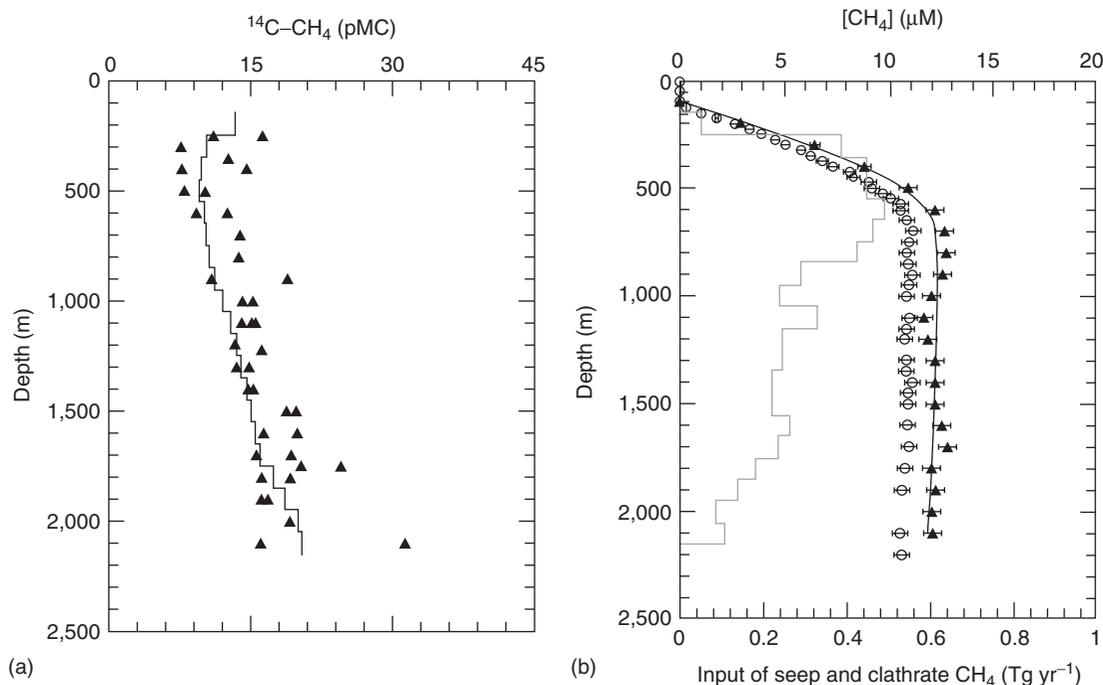 ¹⁴C–CH₄ (pMC)
0 15 30 45
0
500
1,000
1,500
2,000
2,500
Depth (m)
(a)
[CH₄] (μM)
0 5 10 15 20
0
500
1,000
1,500
2,000
2,500
Depth (m)
0 0.2 0.4 0.6 0.8 1
(b)
Input of seep and clathrate CH₄ (Tg yr⁻¹)